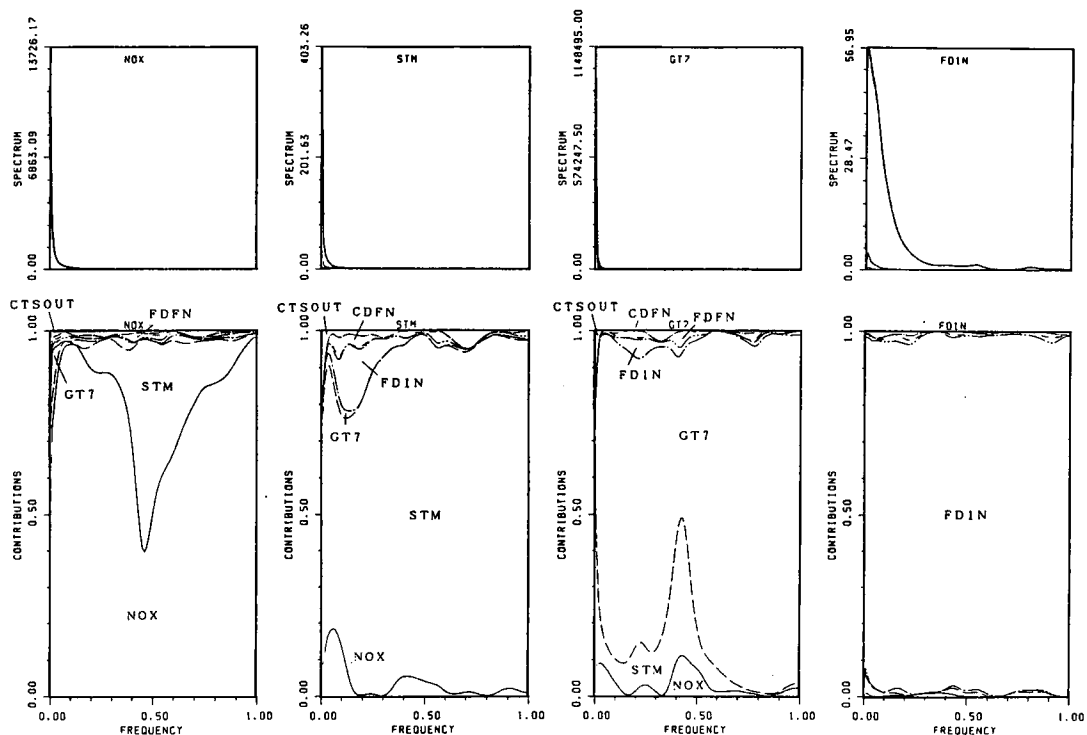 SPECTRUM
0.00 6863.09 13726.17
NOX
SPECTRUM
0.00 201.63 403.26
STM
SPECTRUM
0.00 574247.50 1148495.00
GT7
SPECTRUM
0.00 28.47 56.95
FD1N
CONTRIBUTIONS
0.00 0.50 1.00
CTSOUT
NOX
FDFN
GT7
STM
NOX
0.00 0.50 1.00
FREQUENCY
CONTRIBUTIONS
0.00 0.50 1.00
CTSOUT
CDFN
STM
FD1N
GT7
STM
NOX
0.00 0.50 1.00
FREQUENCY
CONTRIBUTIONS
0.00 0.50 1.00
CTSOUT
CDFN
GT7
FDFN
FD1N
GT7
STM
NOX
0.00 0.50 1.00
FREQUENCY
CONTRIBUTIONS
0.00 0.50 1.00
FD1N
FD1N
0.00 0.50 1.00
FREQUENCY